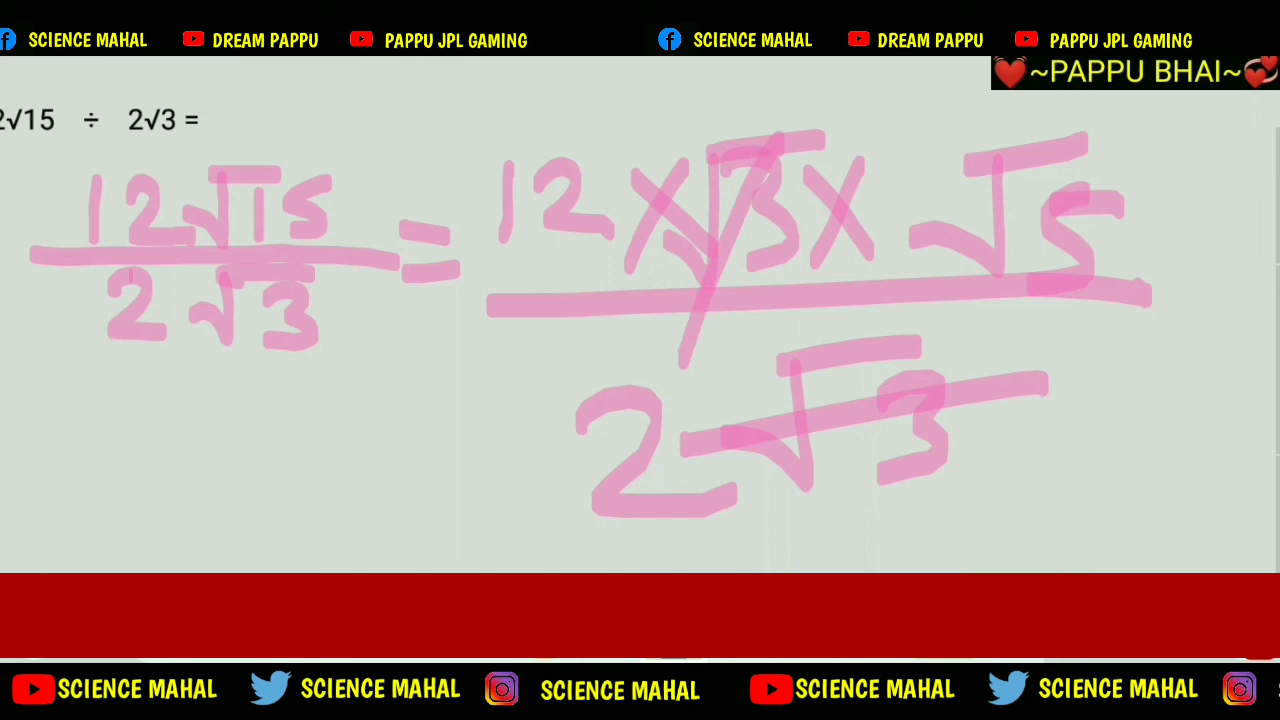 SCIENCE MAHAL DREAM PAPPU PAPPU JPL GAMING SCIENCE MAHAL DREAM PAPPU PAPPU JPL GAMING
~PAPPU BHAI~
2√15 ÷ 2√3 =
12√15 = 12 X √3 X √5
2√3 2√3
SCIENCE MAHAL SCIENCE MAHAL SCIENCE MAHAL SCIENCE MAHAL SCIENCE MAHAL